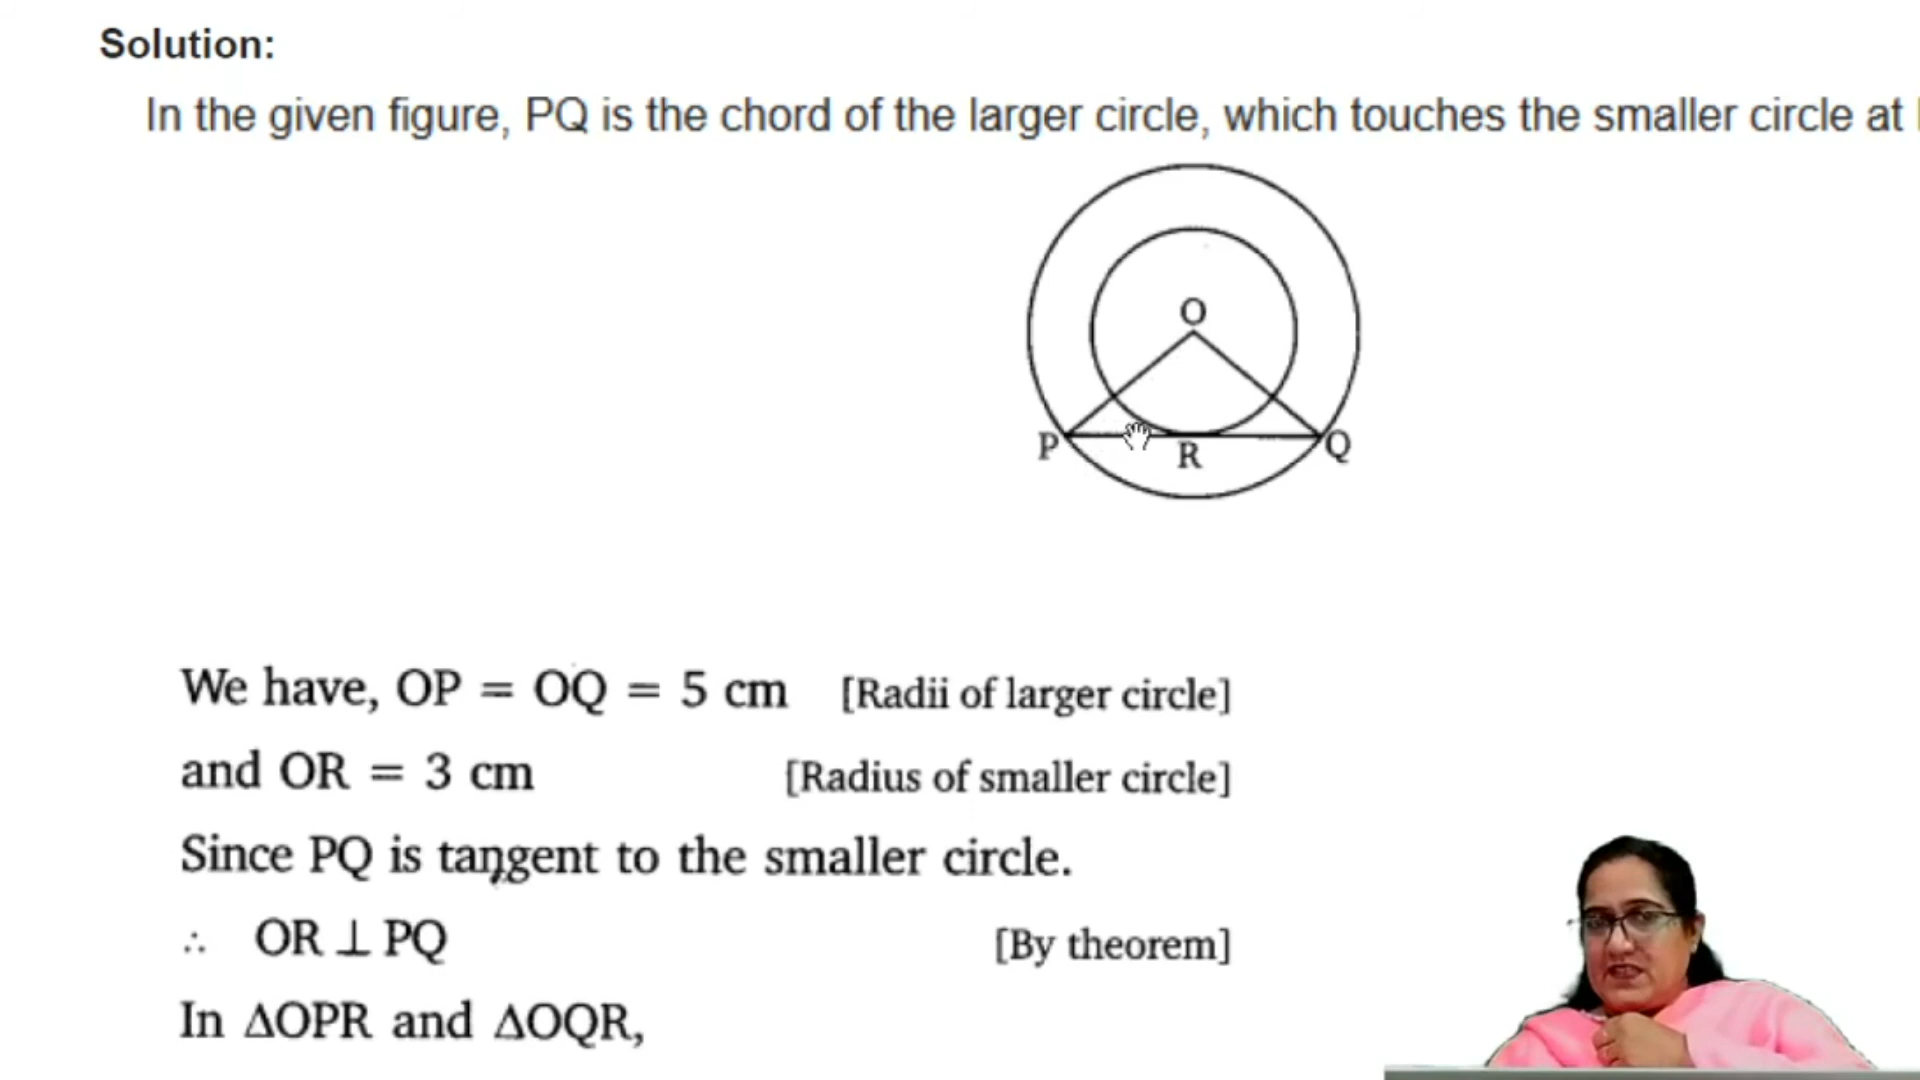 Solution:
In the given figure, PQ is the chord of the larger circle, which touches the smaller circle at
O
P
R
Q
We have, OP = OQ = 5 cm [Radii of larger circle]
and OR = 3 cm [Radius of smaller circle]
Since PQ is tangent to the smaller circle.
∴ OR ⊥ PQ [By theorem]
In ΔOPR and ΔOQR,